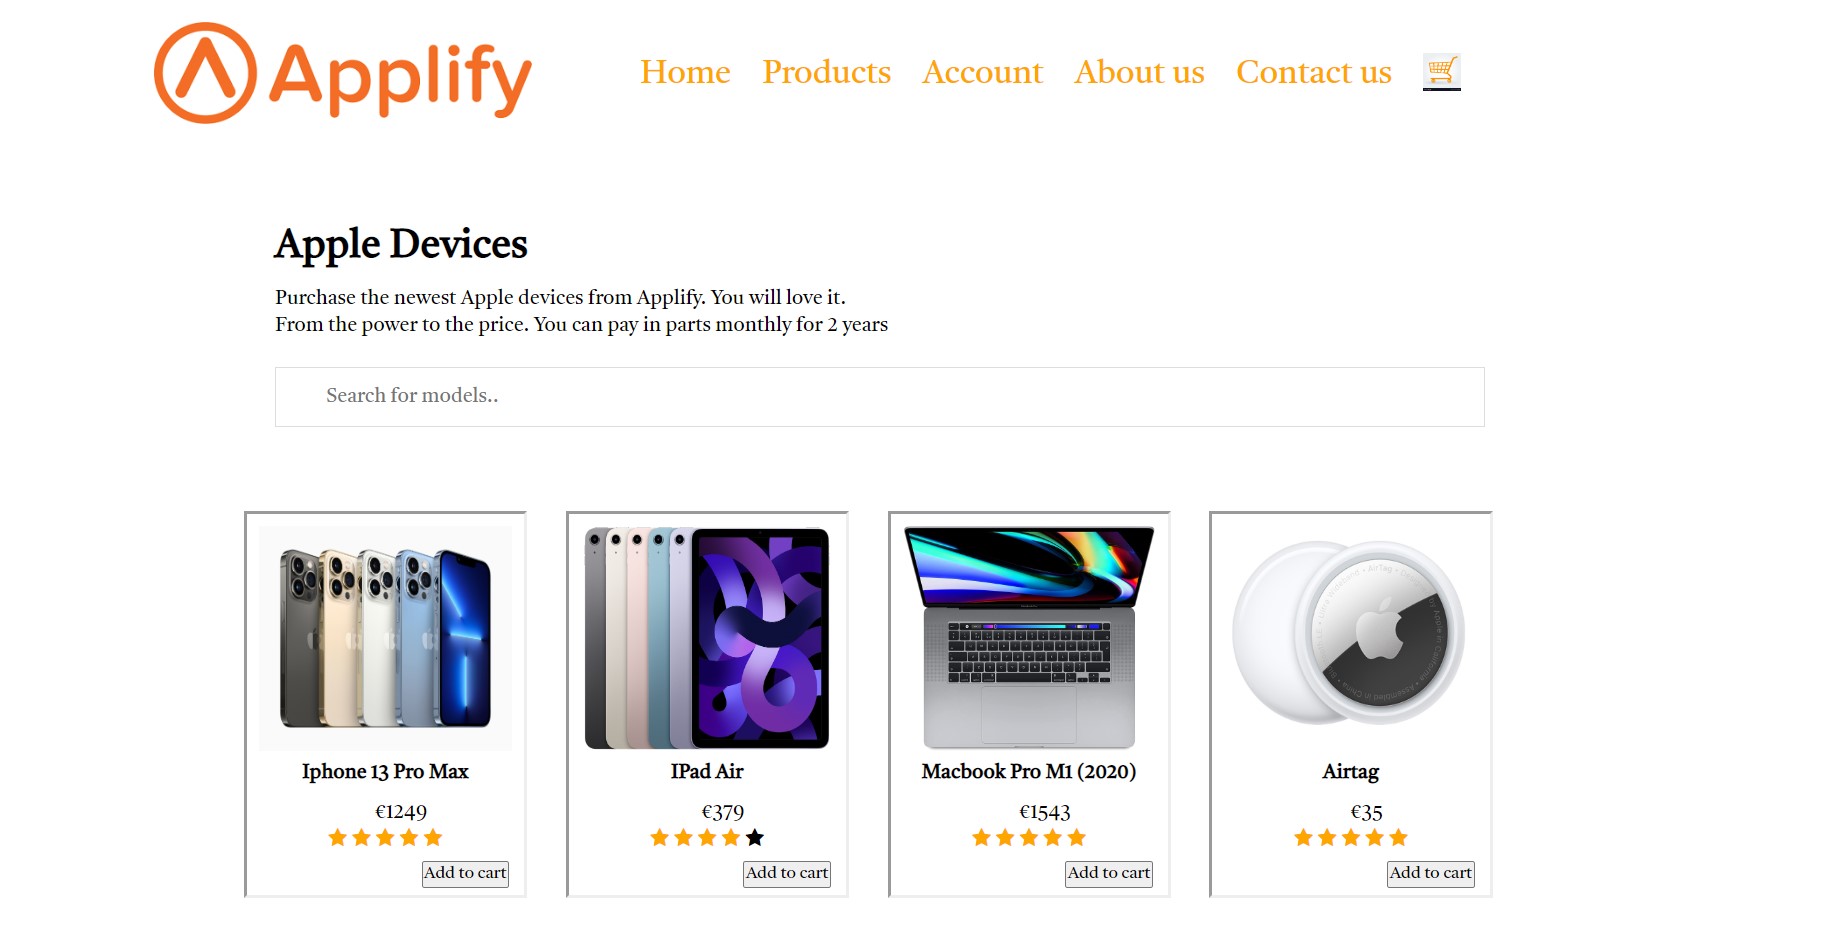 Applify
Home Products Account About us Contact us
Apple Devices
Purchase the newest Apple devices from Applify. You will love it.
From the power to the price. You can pay in parts monthly for 2 years
Search for models..
Iphone 13 Pro Max
€1249
Add to cart
IPad Air
€379
Add to cart
Macbook Pro M1 (2020)
€1543
Add to cart
Airtag
€35
Add to cart